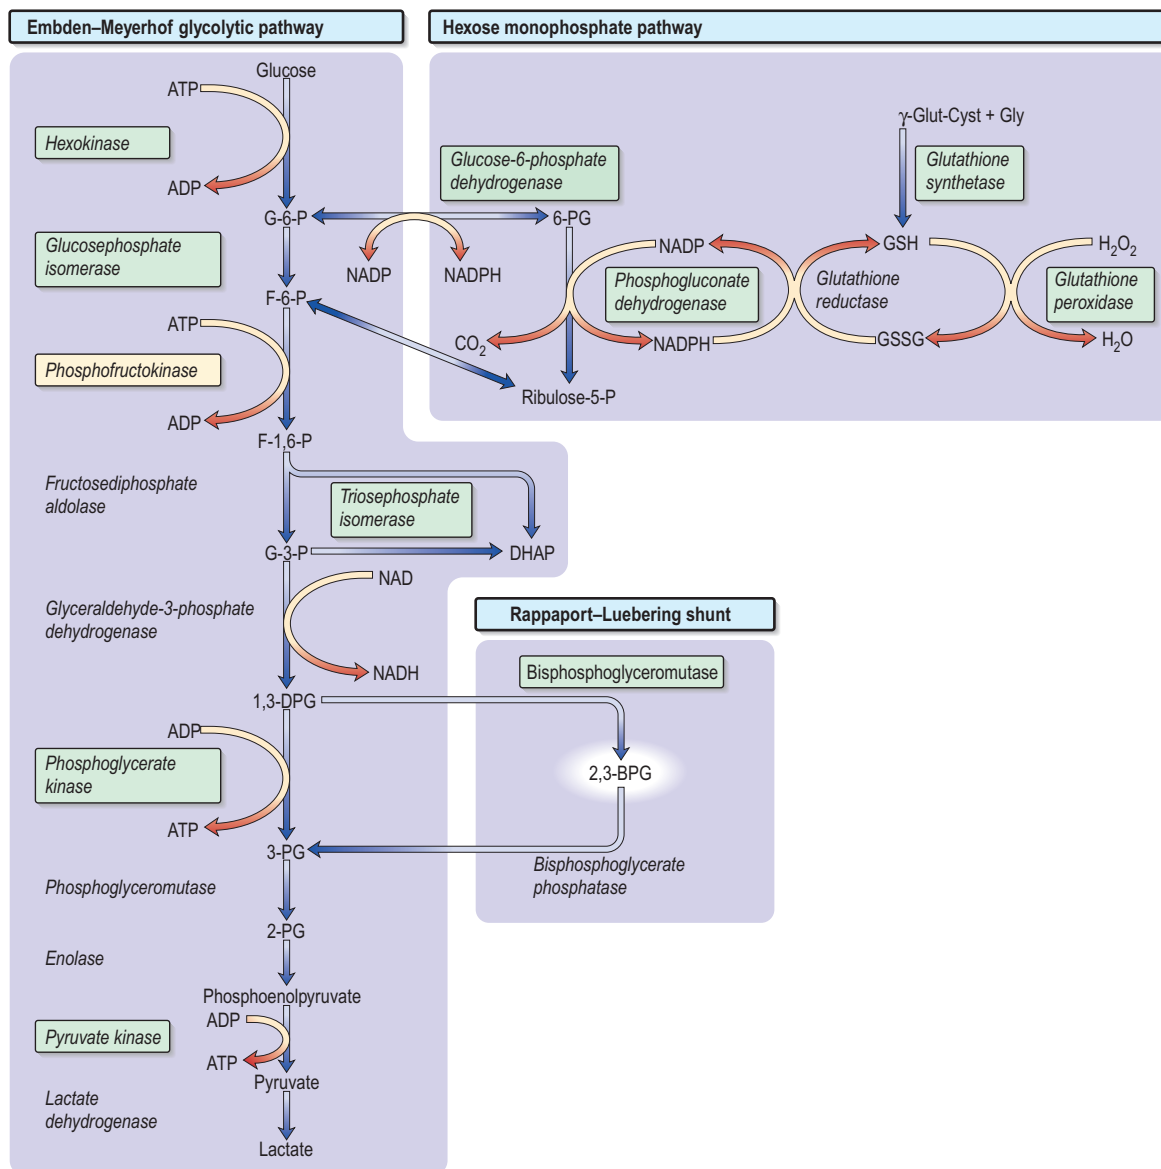 Embden–Meyerhof glycolytic pathway
Hexose monophosphate pathway
Glucose
ATP
Hexokinase
ADP
G-6-P
Glucosephosphate
isomerase
F-6-P
ATP
Phosphofructokinase
ADP
F-1,6-P
Fructosediphosphate
aldolase
Triosephosphate
isomerase
G-3-P
DHAP
NAD
Glyceraldehyde-3-phosphate
dehydrogenase
NADH
1,3-DPG
ADP
Phosphoglycerate
kinase
ATP
3-PG
Phosphoglyceromutase
2-PG
Enolase
Phosphoenolpyruvate
ADP
Pyruvate kinase
ATP
Pyruvate
Lactate
dehydrogenase
Lactate
Glucose-6-phosphate
dehydrogenase
6-PG
NADP
NADPH
γ-Glut-Cyst + Gly
Glutathione
synthetase
NADP
GSH
H₂O₂
Phosphogluconate
dehydrogenase
Glutathione
reductase
Glutathione
peroxidase
CO₂
NADPH
GSSG
H₂O
Ribulose-5-P
Rappaport–Luebering shunt
Bisphosphoglyceromutase
2,3-BPG
Bisphosphoglycerate
phosphatase